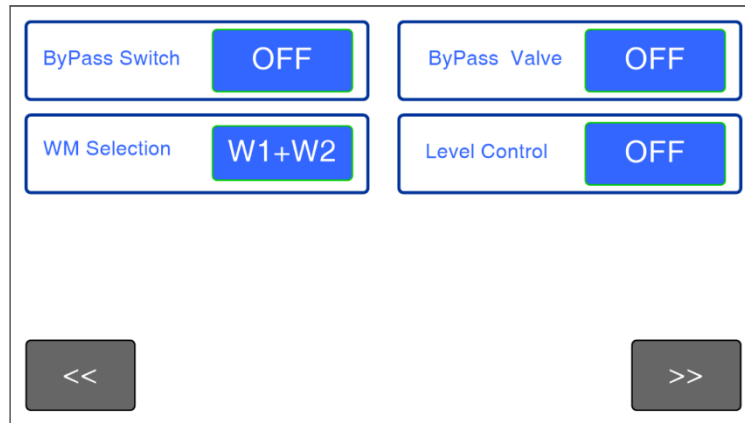 ByPass Switch OFF
ByPass Valve OFF
WM Selection W1+W2
Level Control OFF
<<
>>